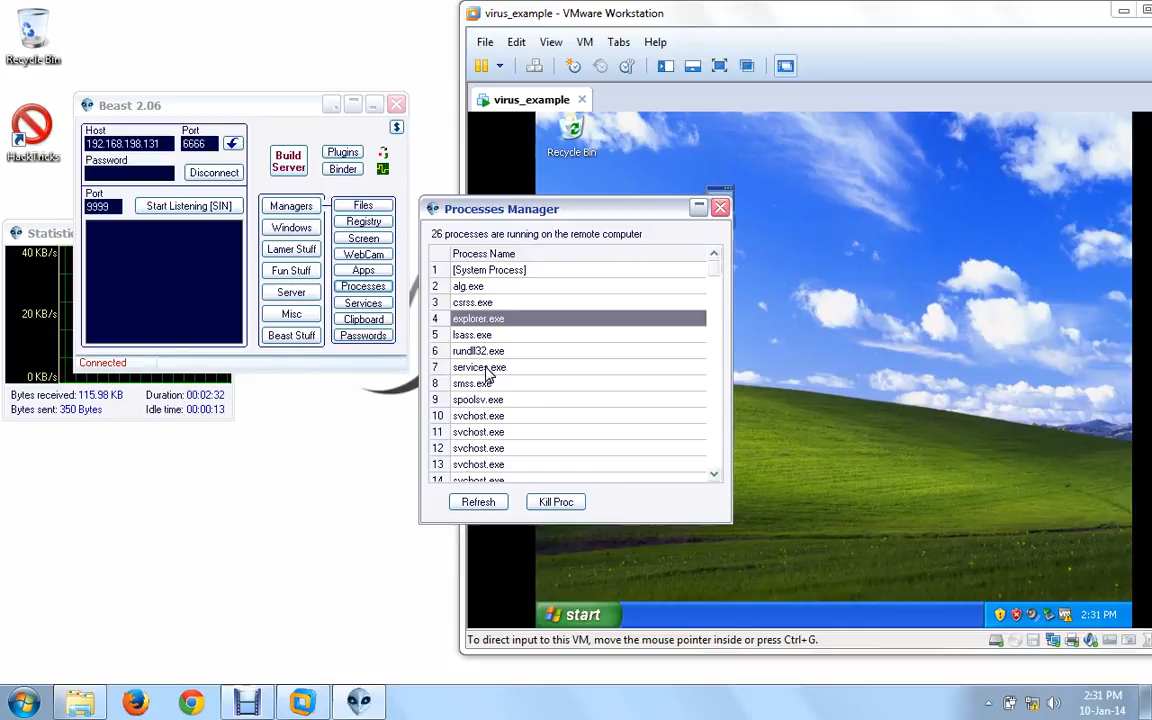 Recycle Bin
HackTricks
Beast 2.06
Host
Port
192.168.198.131
6666
Password
Disconnect
Port
9999
Start Listening [SIN]
Build
Server
Plugins
Binder
Managers
Windows
Lamer Stuff
Fun Stuff
Server
Misc
Beast Stuff
Files
Registry
Screen
WebCam
Apps
Processes
Services
Clipboard
Passwords
Connected
40 KB/s
20 KB/s
0 KB/s
Bytes received: 115.98 KB Duration: 00:02:32
Bytes sent: 350 Bytes Idle time: 00:00:13
virus_example - VMware Workstation
File Edit View VM Tabs Help
virus_example
Recycle Bin
Processes Manager
26 processes are running on the remote computer
Process Name
1 [System Process]
2 alg.exe
3 csrss.exe
4 explorer.exe
5 lsass.exe
6 rundll32.exe
7 services.exe
8 smss.exe
9 spoolsv.exe
10 svchost.exe
11 svchost.exe
12 svchost.exe
13 svchost.exe
14 svchost.exe
Refresh
Kill Proc
start
2:31 PM
To direct input to this VM, move the mouse pointer inside or press Ctrl+G.
2:31 PM
10-Jan-14